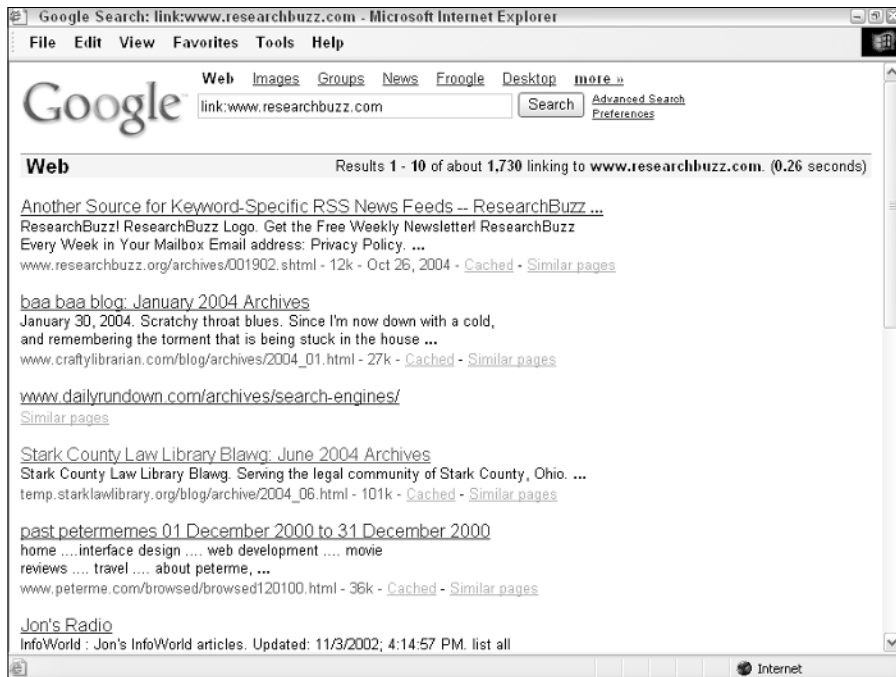 Google Search: link:www.researchbuzz.com - Microsoft Internet Explorer
File Edit View Favorites Tools Help
Web Images Groups News Froogle Desktop more »
Google™
link:www.researchbuzz.com Search Advanced Search
Preferences
Web Results 1 - 10 of about 1,730 linking to www.researchbuzz.com. (0.26 seconds)
Another Source for Keyword-Specific RSS News Feeds -- ResearchBuzz ...
ResearchBuzz! ResearchBuzz Logo. Get the Free Weekly Newsletter! ResearchBuzz
Every Week in Your Mailbox Email address: Privacy Policy. ...
www.researchbuzz.org/archives/001902.shtml - 12k - Oct 26, 2004 - Cached - Similar pages
baa baa blog: January 2004 Archives
January 30, 2004. Scratchy throat blues. Since I'm now down with a cold,
and remembering the torment that is being stuck in the house ...
www.craftylibrarian.com/blog/archives/2004_01.html - 27k - Cached - Similar pages
www.dailyrundown.com/archives/search-engines/
Similar pages
Stark County Law Library Blawg: June 2004 Archives
Stark County Law Library Blawg. Serving the legal community of Stark County, Ohio. ...
temp.starklawlibrary.org/blog/archive/2004_06.html - 101k - Cached - Similar pages
past petermemes 01 December 2000 to 31 December 2000
home ....interface design .... web development .... movie
reviews .... travel .... about peterme, ...
www.peterme.com/browsed/browsed120100.html - 36k - Cached - Similar pages
Jon's Radio
InfoWorld : Jon's InfoWorld articles. Updated: 11/3/2002; 4:14:57 PM. list all
Internet